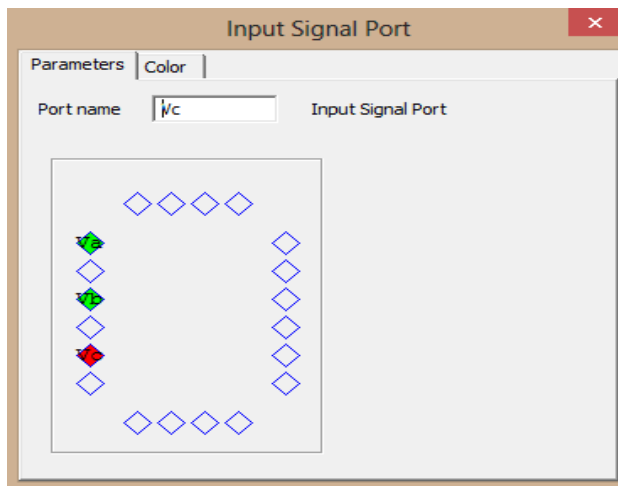 Input Signal Port
×
Parameters
Color
Port name
Vc
Input Signal Port
Va
Vb
Vc